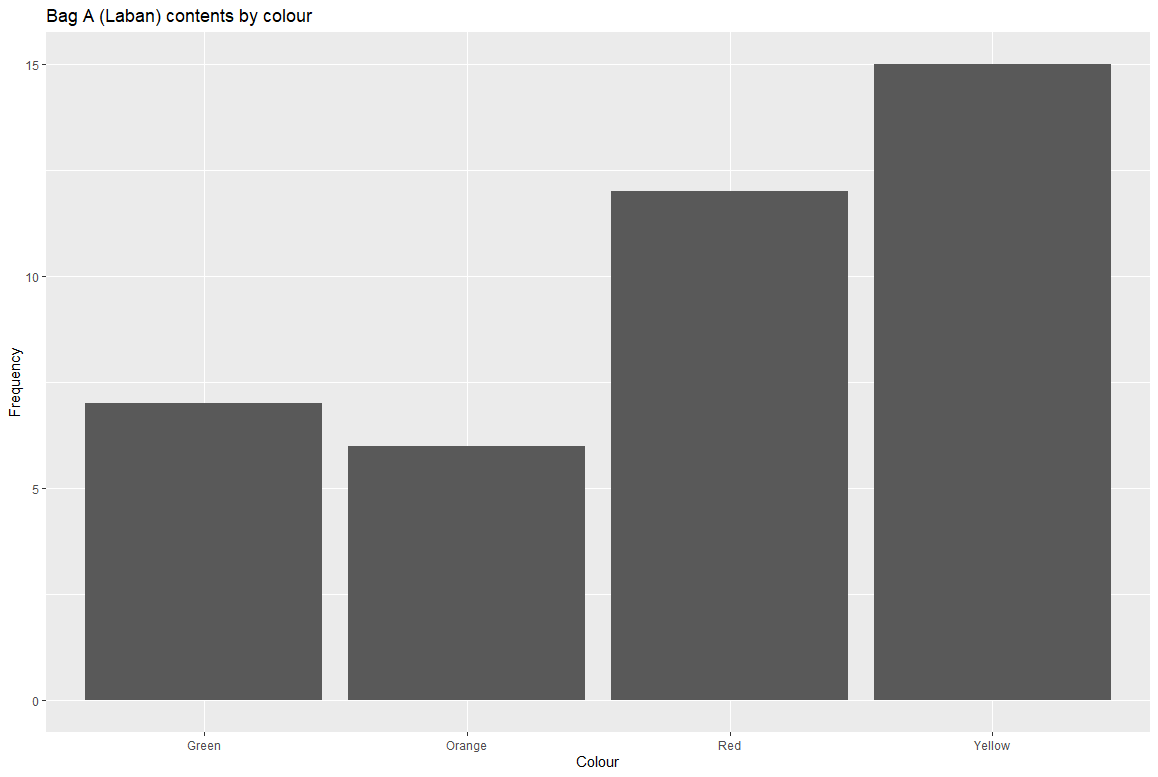 Bag A (Laban) contents by colour
15
10
5
0
Frequency
Green Orange Red Yellow
Colour